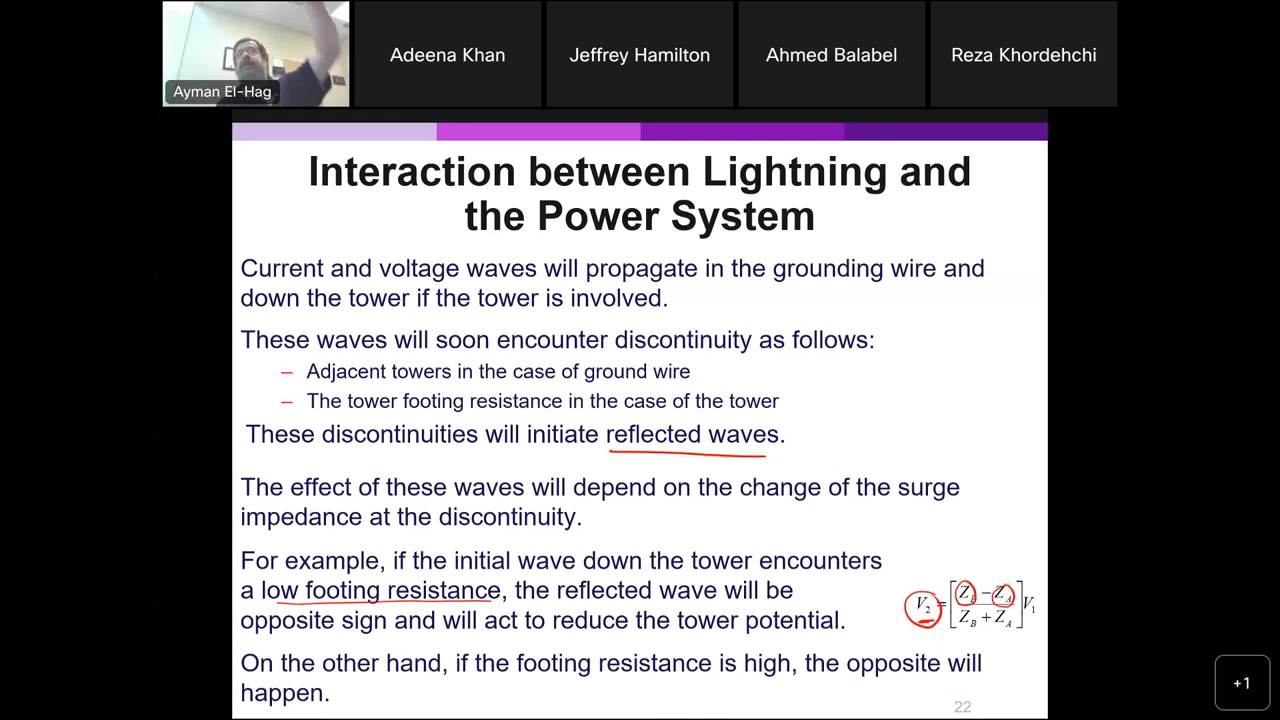 Ayman El-Hag
Adeena Khan
Jeffrey Hamilton
Ahmed Balabel
Reza Khordehchi
Interaction between Lightning and
the Power System
Current and voltage waves will propagate in the grounding wire and
down the tower if the tower is involved.
These waves will soon encounter discontinuity as follows:
– Adjacent towers in the case of ground wire
– The tower footing resistance in the case of the tower
These discontinuities will initiate reflected waves.
The effect of these waves will depend on the change of the surge
impedance at the discontinuity.
For example, if the initial wave down the tower encounters
a low footing resistance, the reflected wave will be
opposite sign and will act to reduce the tower potential.
V₂ = [(Z_B − Z_A) / (Z_B + Z_A)] V₁
On the other hand, if the footing resistance is high, the opposite will
happen.
22
+1